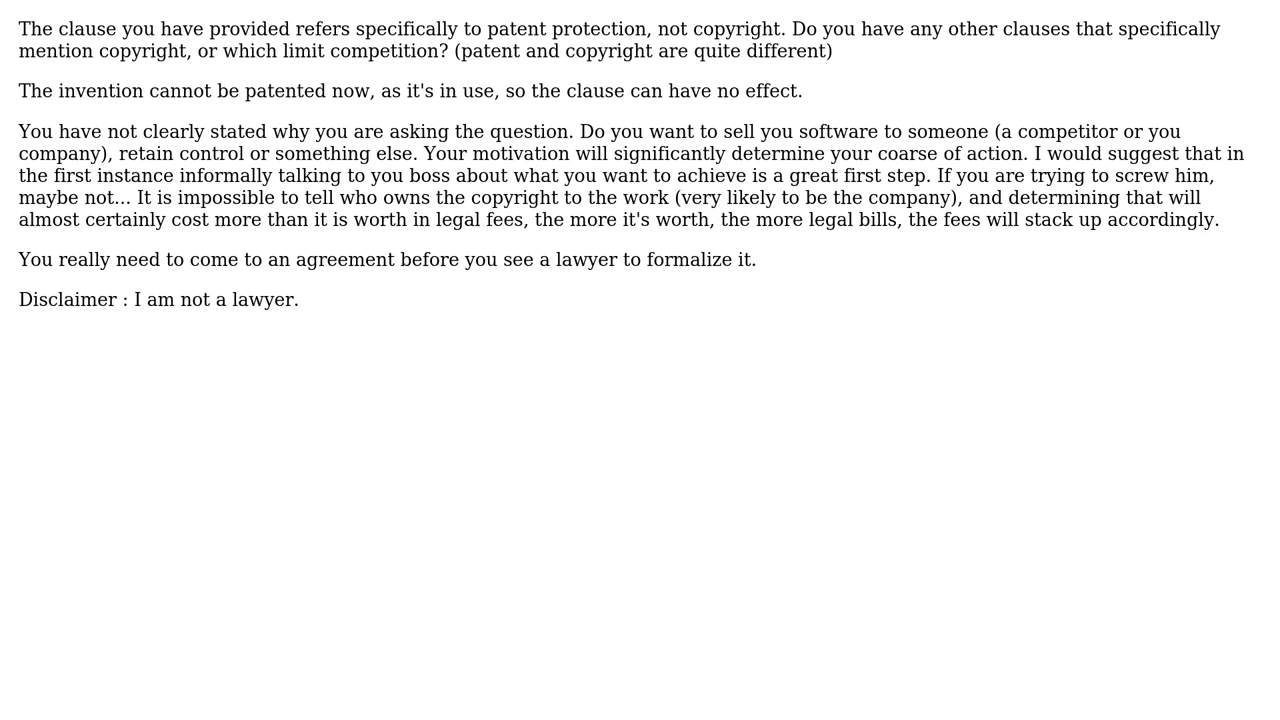 The clause you have provided refers specifically to patent protection, not copyright. Do you have any other clauses that specifically
mention copyright, or which limit competition? (patent and copyright are quite different)
The invention cannot be patented now, as it's in use, so the clause can have no effect.
You have not clearly stated why you are asking the question. Do you want to sell you software to someone (a competitor or you
company), retain control or something else. Your motivation will significantly determine your coarse of action. I would suggest that in
the first instance informally talking to you boss about what you want to achieve is a great first step. If you are trying to screw him,
maybe not... It is impossible to tell who owns the copyright to the work (very likely to be the company), and determining that will
almost certainly cost more than it is worth in legal fees, the more it's worth, the more legal bills, the fees will stack up accordingly.
You really need to come to an agreement before you see a lawyer to formalize it.
Disclaimer : I am not a lawyer.